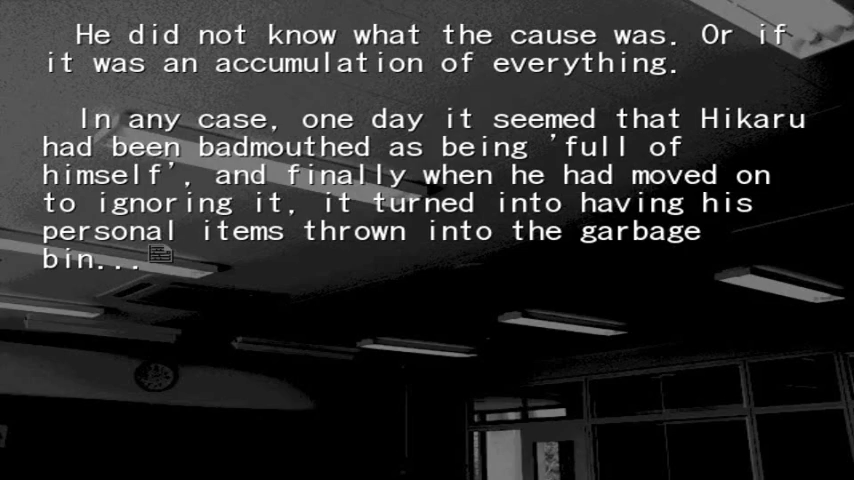 He did not know what the cause was. Or if
it was an accumulation of everything.
In any case, one day it seemed that Hikaru
had been badmouthed as being 'full of
himself', and finally when he had moved on
to ignoring it, it turned into having his
personal items thrown into the garbage
bin...